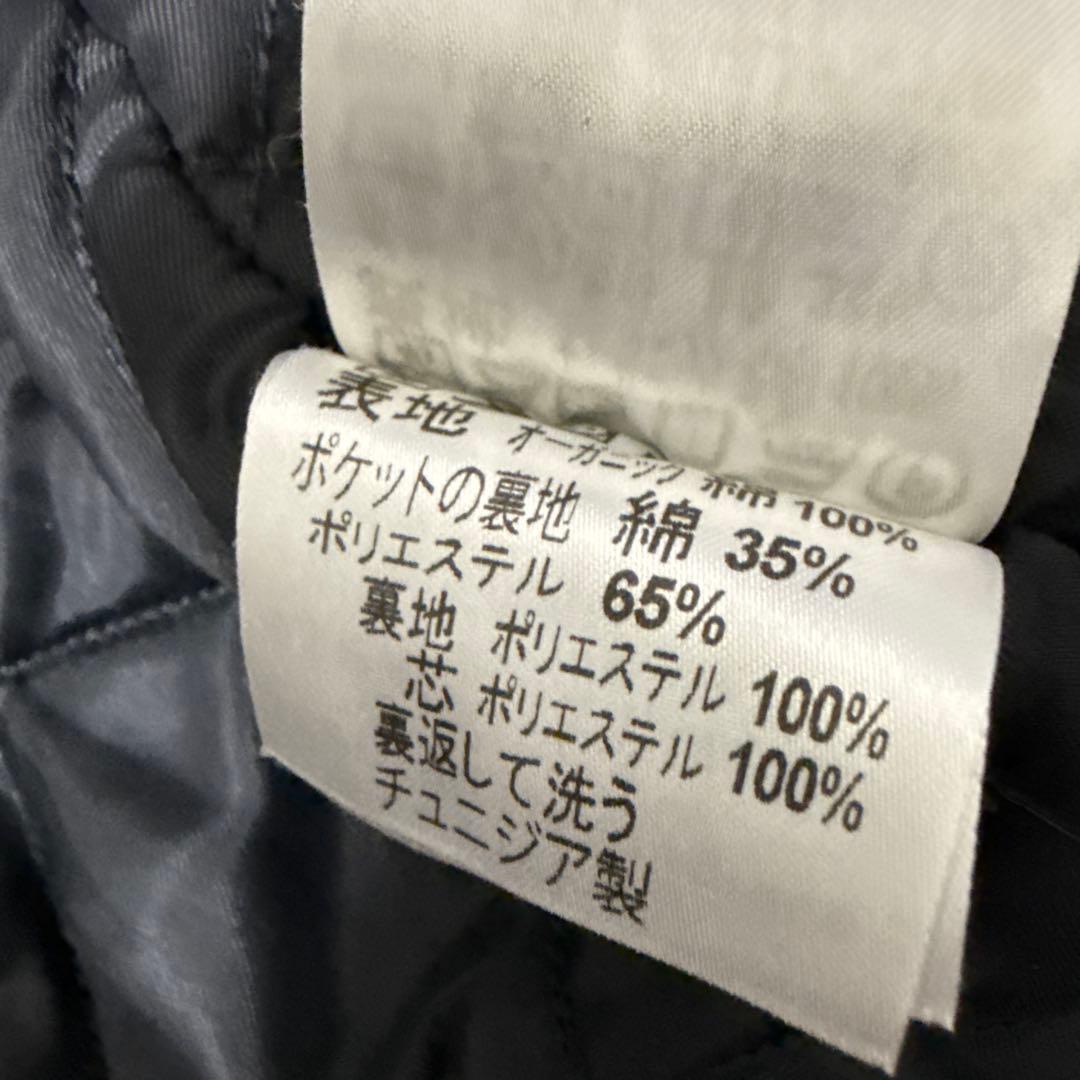 表地 オーガニック 綿 100%
ポケットの裏地 綿 35%
ポリエステル 65%
裏地 ポリエステル 100%
芯 ポリエステル 100%
裏返して洗う
チュニジア製